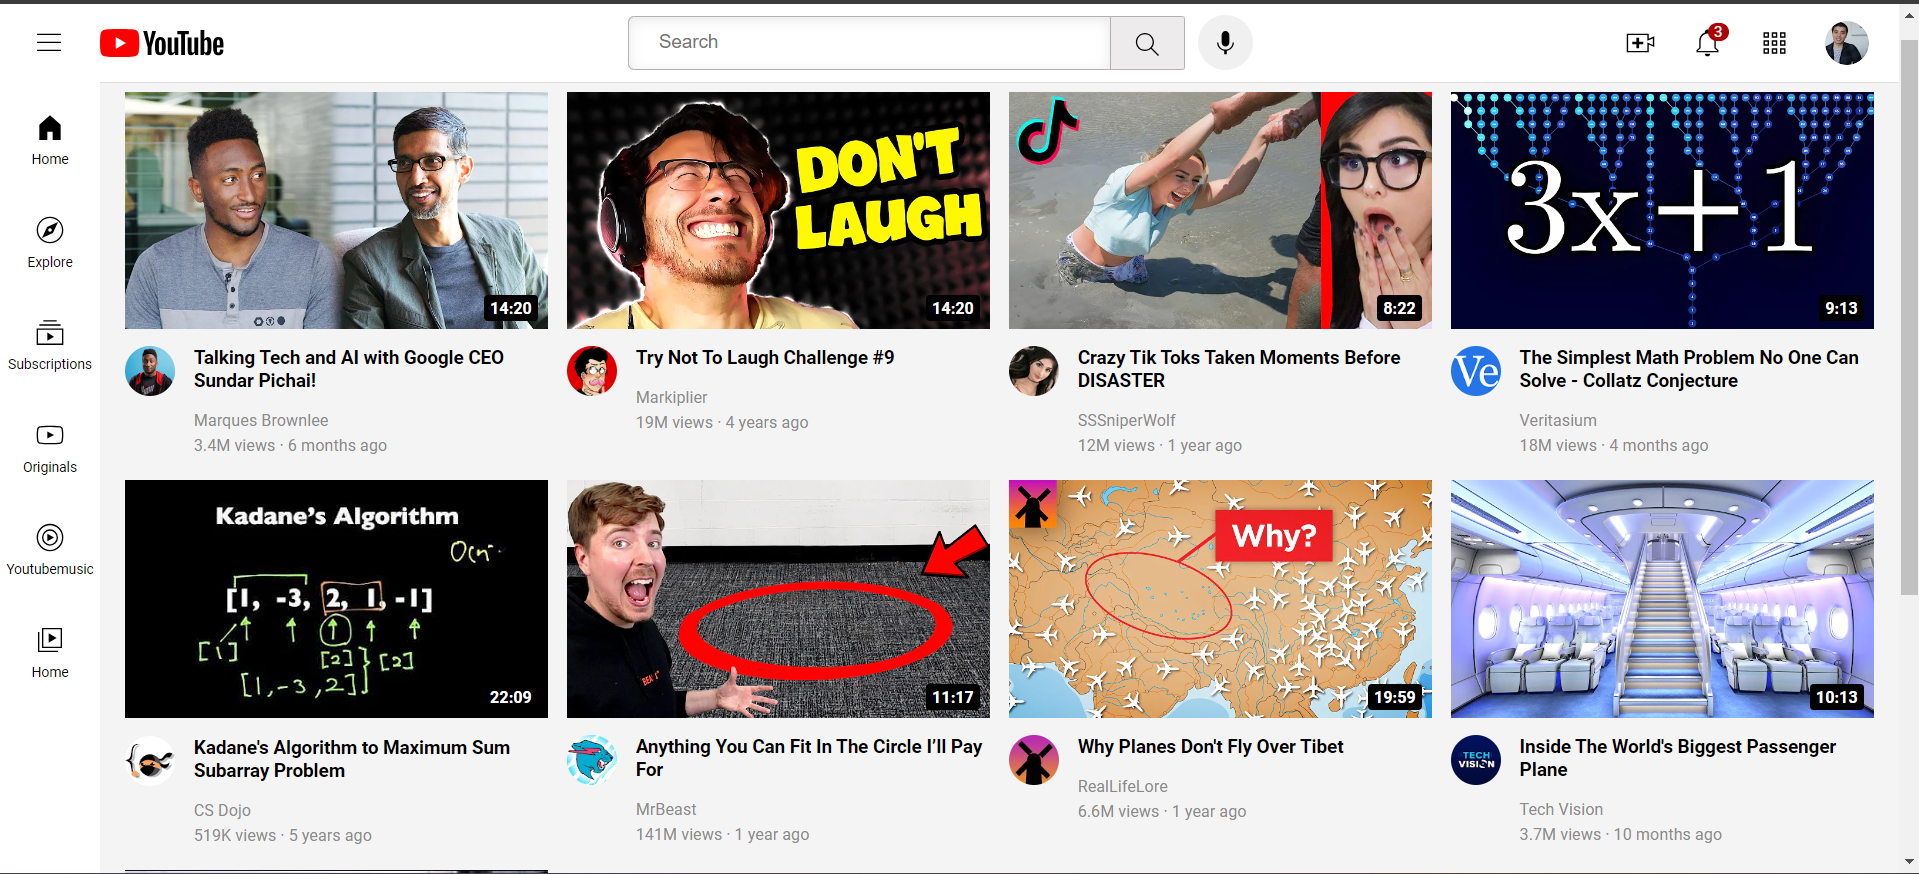 YouTube
Search
3
Home
Explore
Subscriptions
Originals
Youtubemusic
Home
14:20
Talking Tech and AI with Google CEO
Sundar Pichai!
Marques Brownlee
3.4M views · 6 months ago
DON'T
LAUGH
14:20
Try Not To Laugh Challenge #9
Markiplier
19M views · 4 years ago
8:22
Crazy Tik Toks Taken Moments Before
DISASTER
SSSniperWolf
12M views · 1 year ago
3x+1
9:13
Ve
The Simplest Math Problem No One Can
Solve - Collatz Conjecture
Veritasium
18M views · 4 months ago
Kadane's Algorithm
[1, -3, 2, 1, -1]
[1]
[2]
[2]
[1,-3,2]
22:09
Kadane's Algorithm to Maximum Sum
Subarray Problem
CS Dojo
519K views · 5 years ago
11:17
Anything You Can Fit In The Circle I’ll Pay
For
MrBeast
141M views · 1 year ago
Why?
19:59
Why Planes Don't Fly Over Tibet
RealLifeLore
6.6M views · 1 year ago
10:13
TECH
VISION
Inside The World's Biggest Passenger
Plane
Tech Vision
3.7M views · 10 months ago